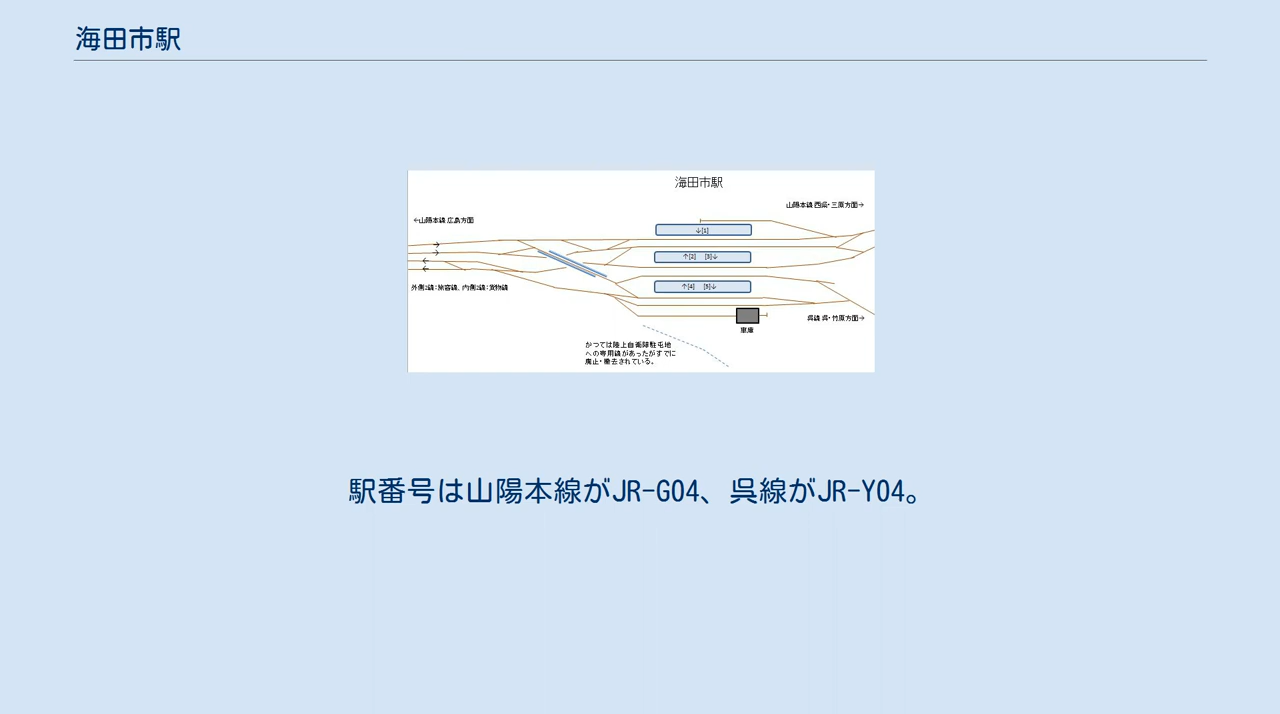 海田市駅
海田市駅
山陽本線 西条・三原方面→
←山陽本線 広島方面
↓[1]
↑[2] [3]↓
↑[4] [5]↓
外側2線：旅客線、内側2線：貨物線
呉線 呉・竹原方面→
車庫
かつては陸上自衛隊駐屯地
への専用線があったがすでに
廃止・撤去されている。
駅番号は山陽本線がJR-G04、呉線がJR-Y04。